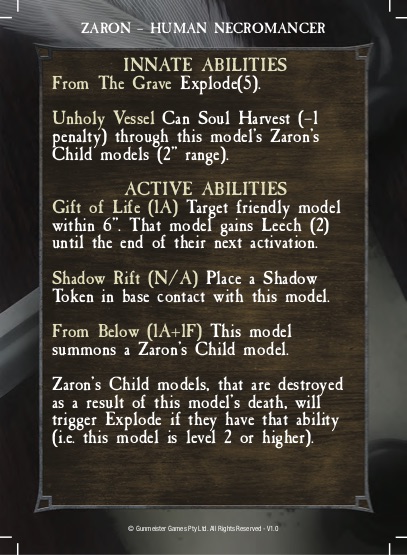 ZARON - HUMAN NECROMANCER
INNATE ABILITIES
From The Grave Explode(5).
Unholy Vessel Can Soul Harvest (-1
penalty) through this model's Zaron's
Child models (2" range).
ACTIVE ABILITIES
Gift of Life (1A) Target friendly model
within 6". That model gains Leech (2)
until the end of their next activation.
Shadow Rift (N/A) Place a Shadow
Token in base contact with this model.
From Below (1A+1F) This model
summons a Zaron's Child model.
Zaron's Child models, that are destroyed
as a result of this model's death, will
trigger Explode if they have that ability
(i.e. this model is level 2 or higher).
© Gunmeister Games Pty Ltd. All Rights Reserved - V1.0